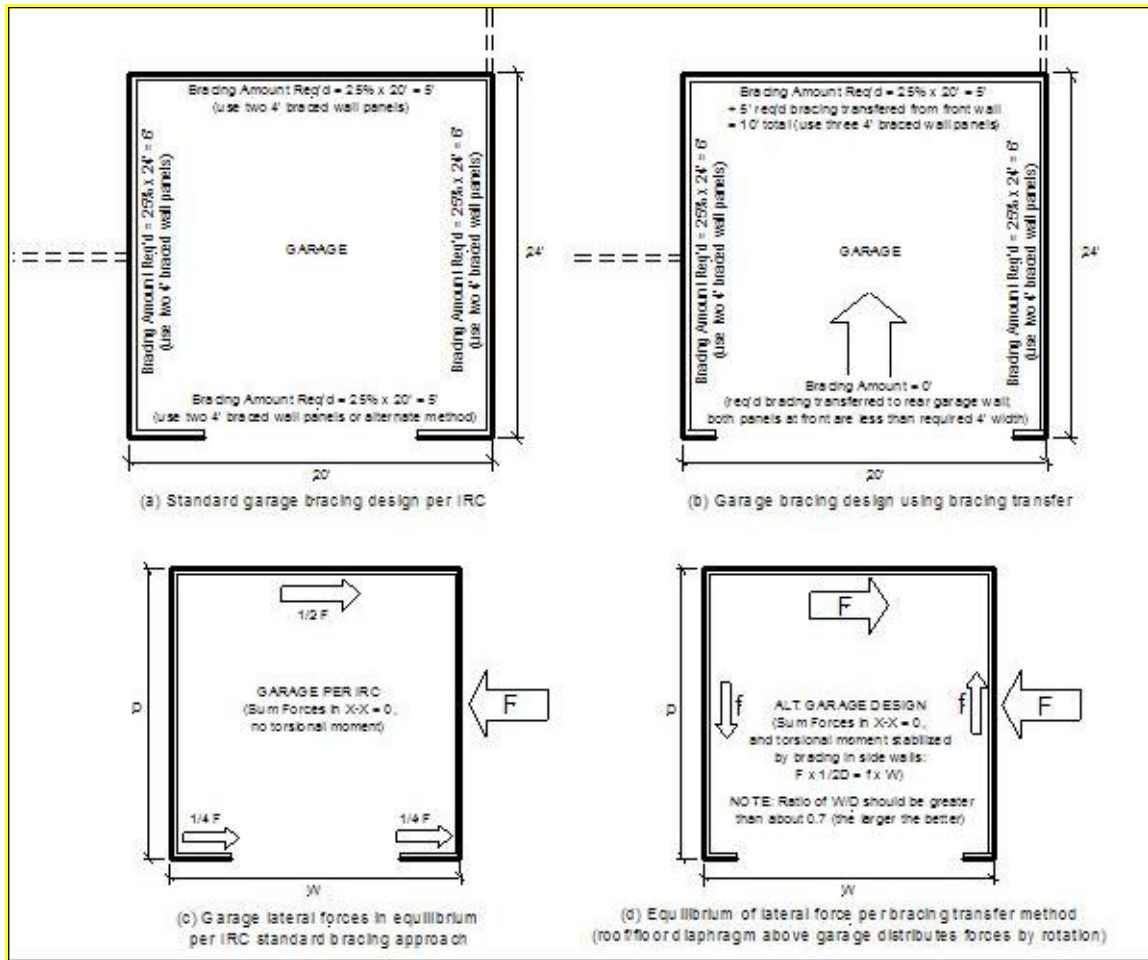 Bracing Amount Req'd = 25% x 20' = 5'
(use two 4' braced wall panels)
Bracing Amount Req'd = 25% x 24' = 6'
(use two 4' braced wall panels)
GARAGE
Bracing Amount Req'd = 25% x 24' = 6'
(use two 4' braced wall panels)
24'
Bracing Amount Req'd = 25% x 20' = 5'
(use two 4' braced wall panels or alternate method)
20'
(a) Standard garage bracing design per IRC
Bracing Amount Req'd = 25% x 20' = 5'
+ 5' req'd bracing transfered from front wall
= 10' total (use three 4' braced wall panels)
Bracing Amount Req'd = 25% x 24' = 6'
(use two 4' braced wall panels)
GARAGE
Bracing Amount Req'd = 25% x 24' = 6'
(use two 4' braced wall panels)
24'
Bracing Amount = 0'
(req'd bracing transferred to rear garage wall;
both panels at front are less than required 4' width)
20'
(b) Garage bracing design using bracing transfer
1/2 F
D
GARAGE PER IRC
(Sum Forces in X-X = 0,
no torsional moment)
F
1/4 F
1/4 F
W
(c) Garage lateral forces in equilibrium
per IRC standard bracing approach
F
D
f
f
F
ALT. GARAGE DESIGN
(Sum Forces in X-X = 0,
and torsional moment stabilized
by bracing in side walls:
F x 1/2D = f x W)
NOTE: Ratio of W/D should be greater
than about 0.7 (the larger the better)
W
(d) Equilibrium of lateral force per bracing transfer method
(roof/floor diaphragm above garage distributes forces by rotation)